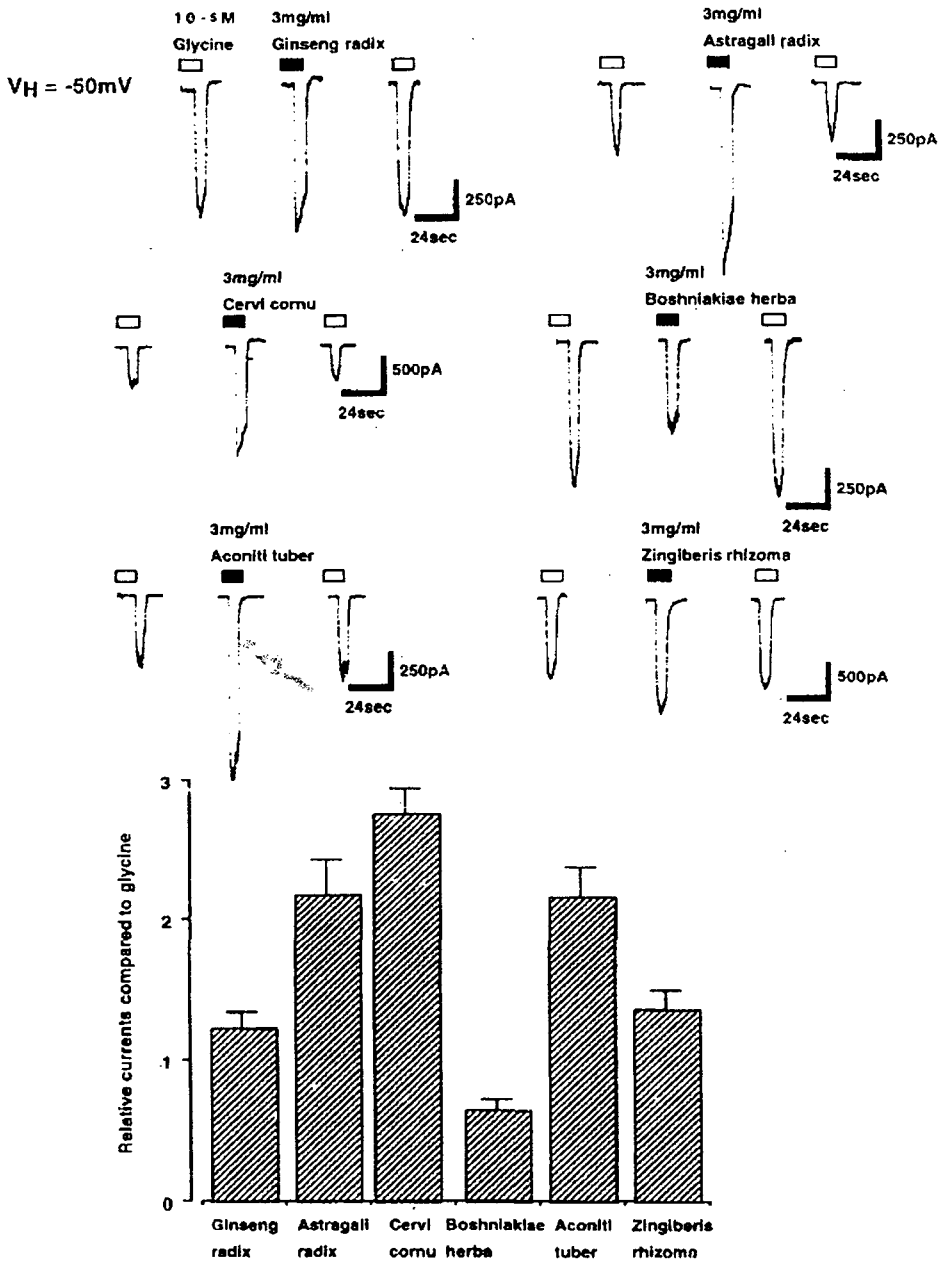 10-5M
Glycine
3mg/ml
Ginseng radix
3mg/ml
Astragali radix
VH = -50mV
250pA
24sec
250pA
24sec
3mg/ml
Cervi cornu
3mg/ml
Boshniakiae herba
500pA
24sec
250pA
24sec
3mg/ml
Aconiti tuber
3mg/ml
Zingiberis rhizoma
250pA
24sec
500pA
24sec
Relative currents compared to glycine
3
2
1
0
Ginseng radix
Astragali radix
Cervi cornu
Boshniakiae herba
Aconiti tuber
Zingiberis rhizoma